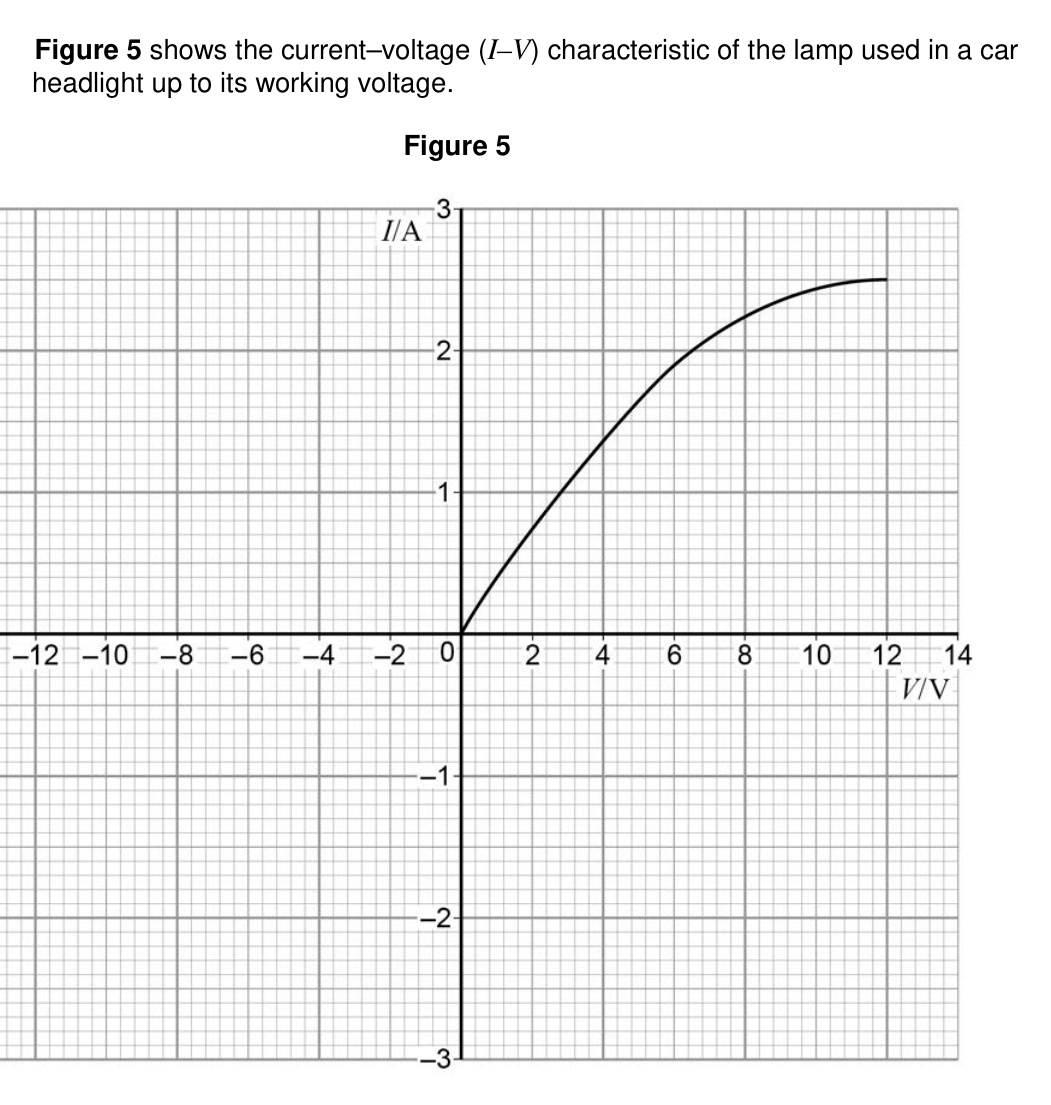 Figure 5 shows the current–voltage (I–V) characteristic of the lamp used in a car
headlight up to its working voltage.
Figure 5
3
I/A
2
1
–12 –10 –8 –6 –4 –2 0 2 4 6 8 10 12 14
V/V
–1
–2
–3